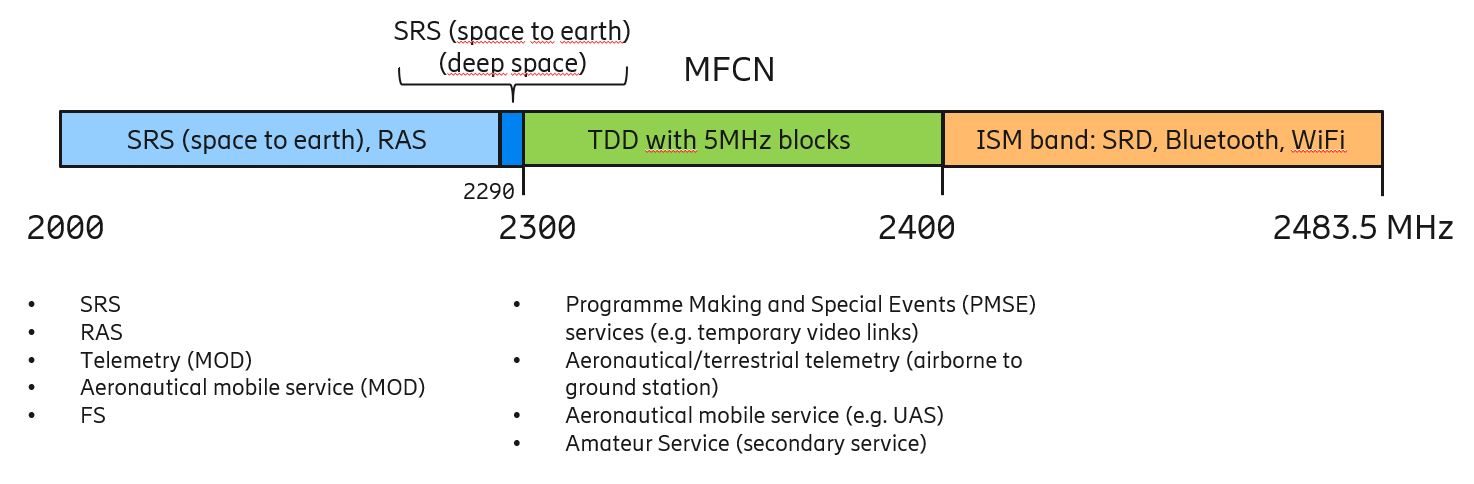 SRS (space to earth)
(deep space)
MFCN
SRS (space to earth), RAS
TDD with 5MHz blocks
ISM band: SRD, Bluetooth, WiFi
2290
2000
2300
2400
2483.5 MHz
• SRS
• RAS
• Telemetry (MOD)
• Aeronautical mobile service (MOD)
• FS
• Programme Making and Special Events (PMSE)
services (e.g. temporary video links)
• Aeronautical/terrestrial telemetry (airborne to
ground station)
• Aeronautical mobile service (e.g. UAS)
• Amateur Service (secondary service)